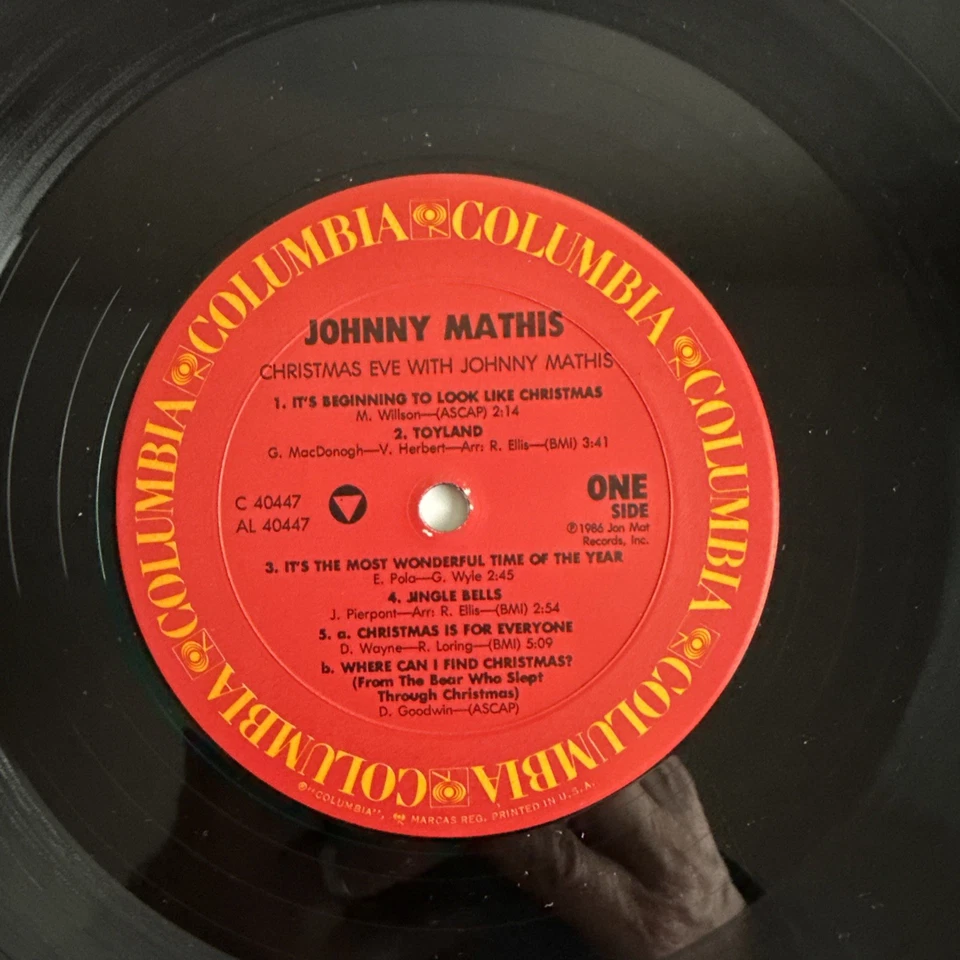 COLUMBIA COLUMBIA COLUMBIA COLUMBIA COLUMBIA COLUMBIA COLUMBIA COLUMBIA
JOHNNY MATHIS
CHRISTMAS EVE WITH JOHNNY MATHIS
1. IT'S BEGINNING TO LOOK LIKE CHRISTMAS
M. Willson—(ASCAP) 2:14
2. TOYLAND
G. MacDonogh—V. Herbert—Arr: R. Ellis—(BMI) 3:41
C 40447
AL 40447
ONE
SIDE
℗1986 Jon Mat
Records, Inc.
3. IT'S THE MOST WONDERFUL TIME OF THE YEAR
E. Pola—G. Wyle 2:45
4. JINGLE BELLS
J. Pierpont—Arr: R. Ellis—(BMI) 2:54
5. a. CHRISTMAS IS FOR EVERYONE
D. Wayne—R. Loring—(BMI) 5:09
b. WHERE CAN I FIND CHRISTMAS?
(From The Bear Who Slept
Through Christmas)
D. Goodwin—(ASCAP)
®"COLUMBIA", MARCAS REG. PRINTED IN U.S.A.